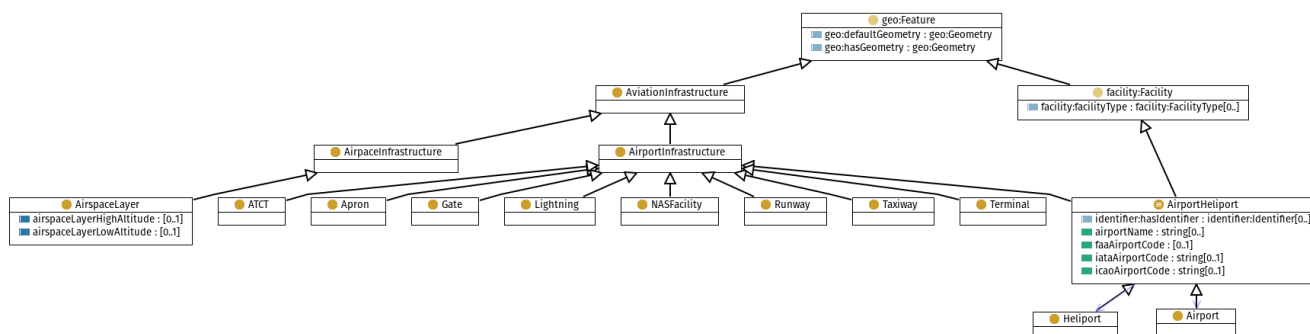 geo:Feature
geo:defaultGeometry : geo:Geometry
geo:hasGeometry : geo:Geometry
AviationInfrastructure
facility:Facility
facility:facilityType : facility:FacilityType[0..]
AirpaceInfrastructure
AirportInfrastructure
AirspaceLayer
airspaceLayerHighAltitude : [0..1]
airspaceLayerLowAltitude : [0..1]
ATCT
Apron
Gate
Lightning
NASFacility
Runway
Taxiway
Terminal
AirportHeliport
identifier:hasIdentifier : identifier:Identifier[0..]
airportName : string[0..]
faaAirportCode : [0..1]
iataAirportCode : string[0..1]
icaoAirportCode : string[0..1]
Heliport
Airport